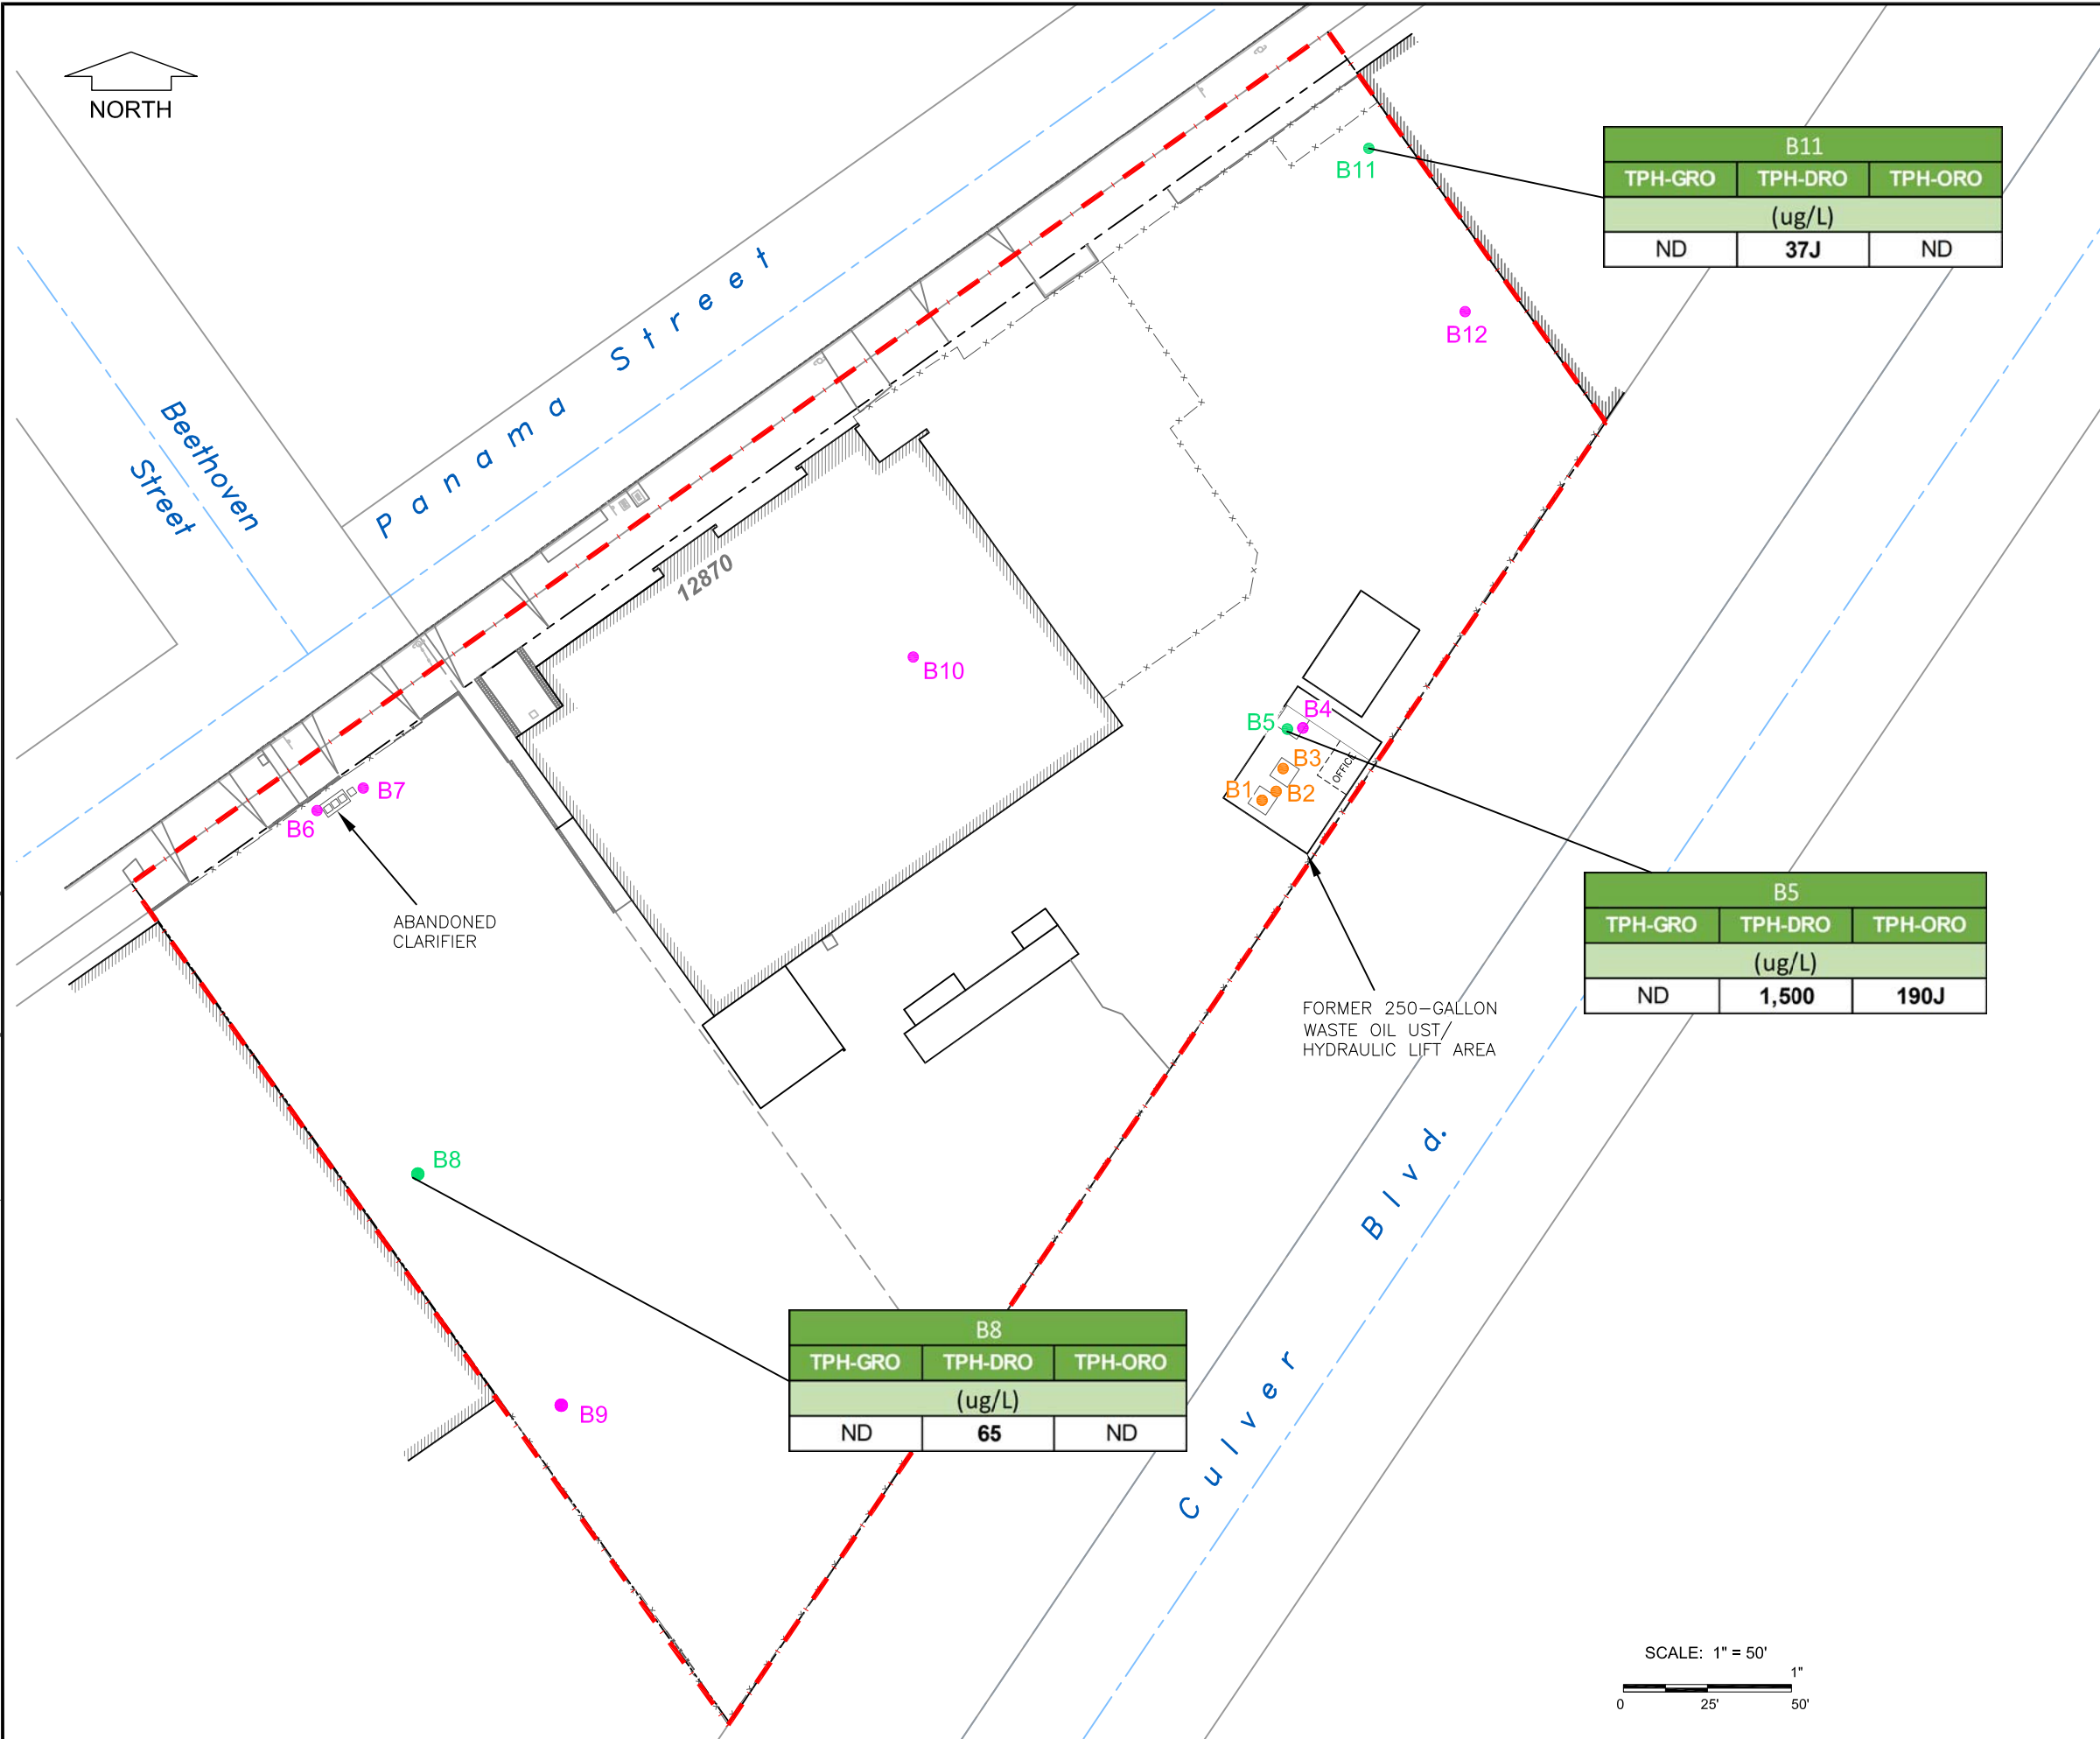 NORTH
Panama Street
Beethoven
Street
12870
B11
B11
TPH-GRO TPH-DRO TPH-ORO
(ug/L)
ND 37J ND
B12
B10
B5
B4
B3
OFFICE
B1
B2
B7
B6
ABANDONED
CLARIFIER
FORMER 250-GALLON
WASTE OIL UST/
HYDRAULIC LIFT AREA
B5
TPH-GRO TPH-DRO TPH-ORO
(ug/L)
ND 1,500 190J
B8
B8
TPH-GRO TPH-DRO TPH-ORO
(ug/L)
ND 65 ND
B9
Culver Blvd.
SCALE: 1" = 50'
1"
0 25' 50'